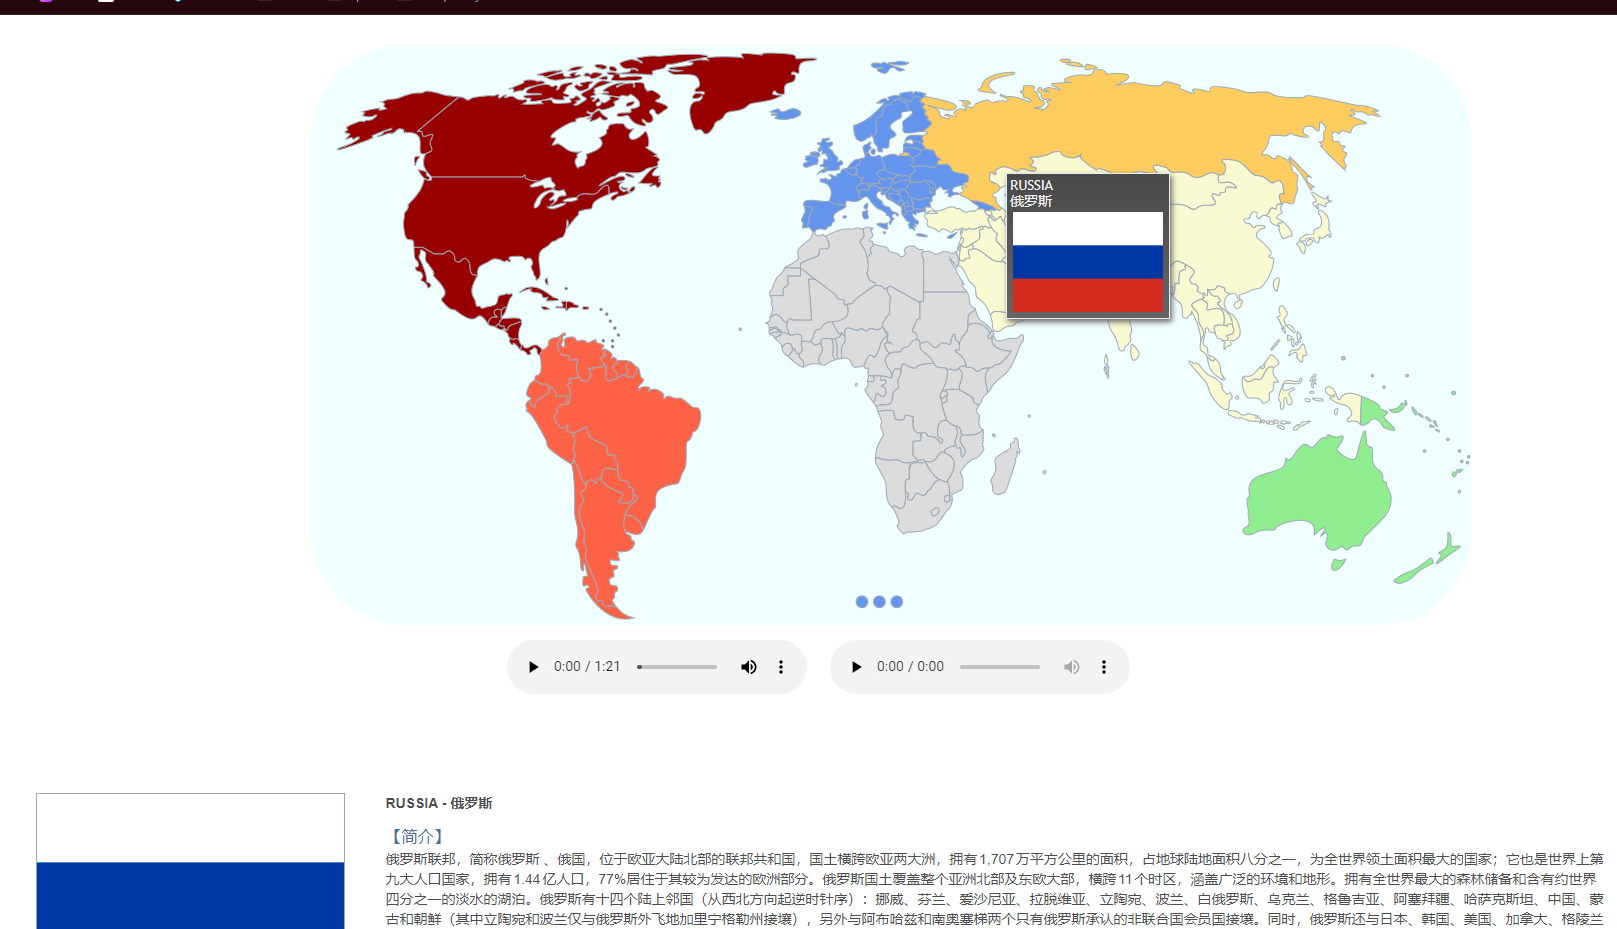 RUSSIA
俄罗斯
0:00 / 1:21
0:00 / 0:00
RUSSIA - 俄罗斯
【简介】
俄罗斯联邦，简称俄罗斯 、俄国，位于欧亚大陆北部的联邦共和国，国土横跨欧亚两大洲，拥有1,707万平方公里的面积，占地球陆地面积八分之一，为全世界领土面积最大的国家；它也是世界上第
九大人口国家，拥有1.44亿人口，77%居住于其较为发达的欧洲部分。俄罗斯国土覆盖整个亚洲北部及东欧大部，横跨11个时区，涵盖广泛的环境和地形。拥有全世界最大的森林储备和含有约世界
四分之一的淡水的湖泊。俄罗斯有十四个陆上邻国（从西北方向起逆时针序）：挪威、芬兰、爱沙尼亚、拉脱维亚、立陶宛、波兰、白俄罗斯、乌克兰、格鲁吉亚、阿塞拜疆、哈萨克斯坦、中国、蒙
古和朝鲜（其中立陶宛和波兰仅与俄罗斯外飞地加里宁格勒州接壤），另外与阿布哈兹和南奥塞梯两个只有俄罗斯承认的非联合国会员国接壤。同时，俄罗斯还与日本、韩国、美国、加拿大、格陵兰